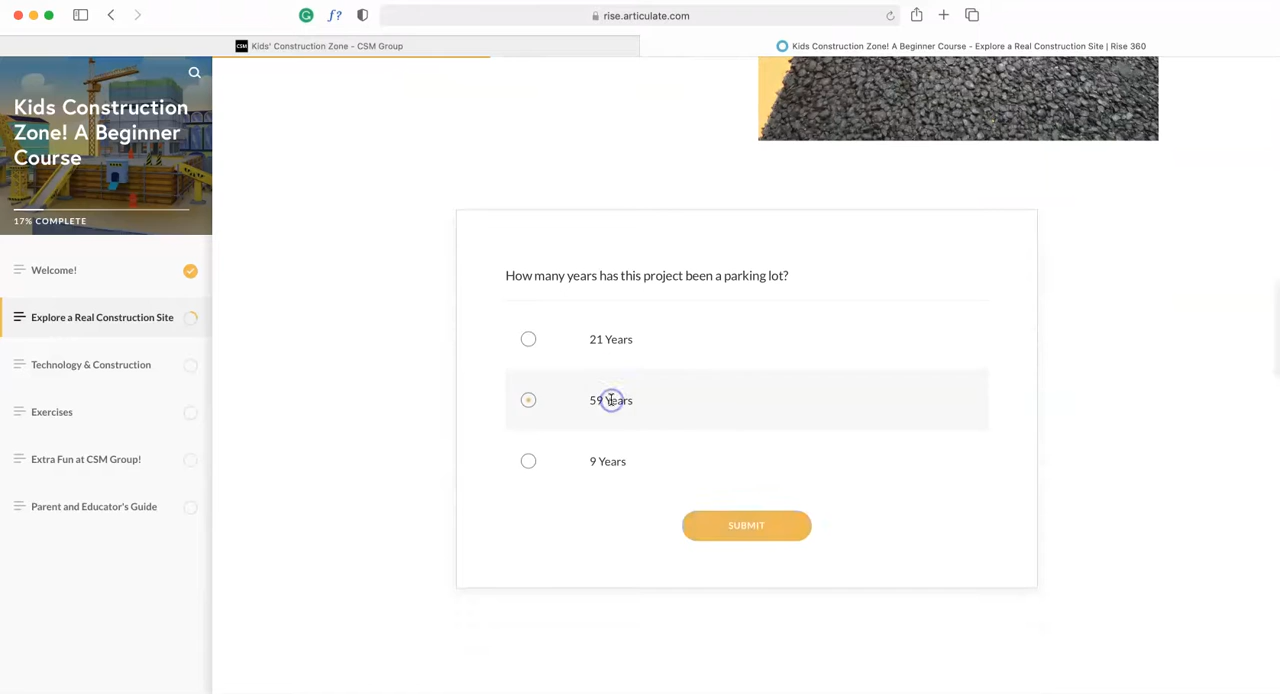 f?
rise.articulate.com
CSM Kids' Construction Zone - CSM Group
Kids Construction Zone! A Beginner Course - Explore a Real Construction Site | Rise 360
Kids Construction
Zone! A Beginner
Course
17% COMPLETE
Welcome!
Explore a Real Construction Site
Technology & Construction
Exercises
Extra Fun at CSM Group!
Parent and Educator's Guide
How many years has this project been a parking lot?
21 Years
59 Years
9 Years
SUBMIT